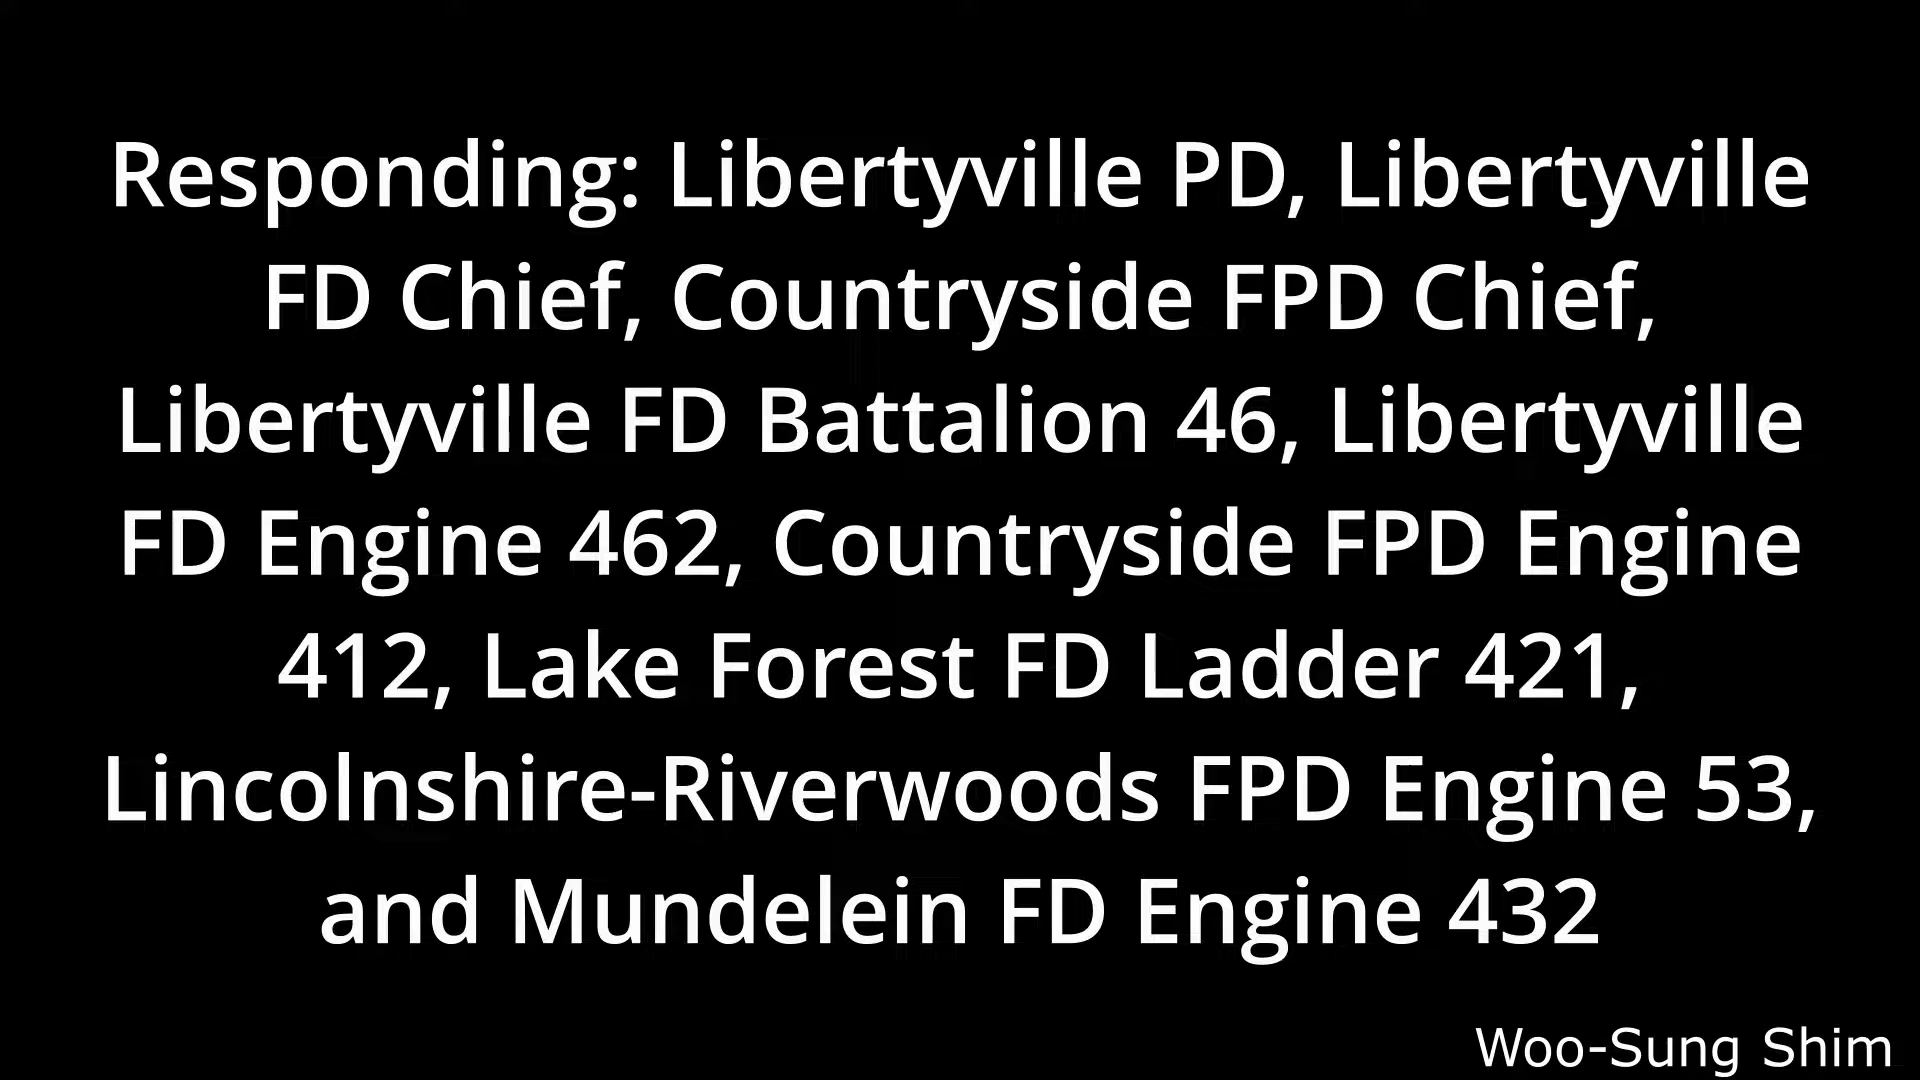 Responding: Libertyville PD, Libertyville
FD Chief, Countryside FPD Chief,
Libertyville FD Battalion 46, Libertyville
FD Engine 462, Countryside FPD Engine
412, Lake Forest FD Ladder 421,
Lincolnshire-Riverwoods FPD Engine 53,
and Mundelein FD Engine 432
Woo-Sung Shim